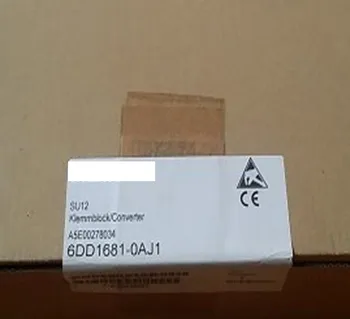 SU12
Klemmblock/Converter
A5E00278034
6DD1681-0AJ1
CE